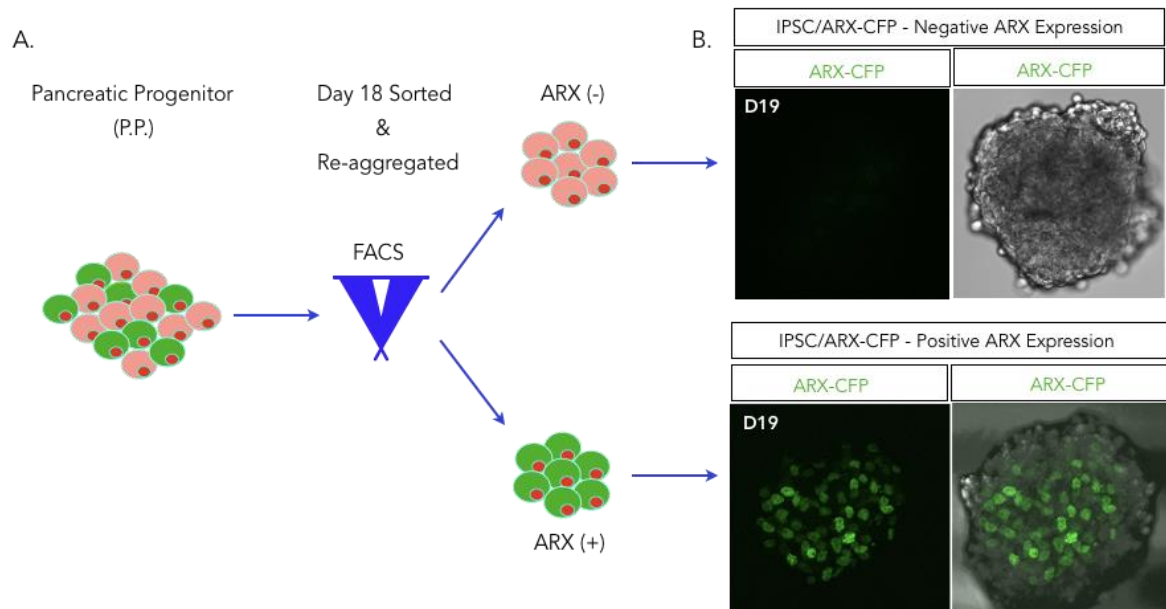 A.
Pancreatic Progenitor
(P.P.)
Day 18 Sorted
&
Re-aggregated
FACS
ARX (-)
ARX (+)
B.
IPSC/ARX-CFP - Negative ARX Expression
ARX-CFP
ARX-CFP
D19
IPSC/ARX-CFP - Positive ARX Expression
ARX-CFP
ARX-CFP
D19